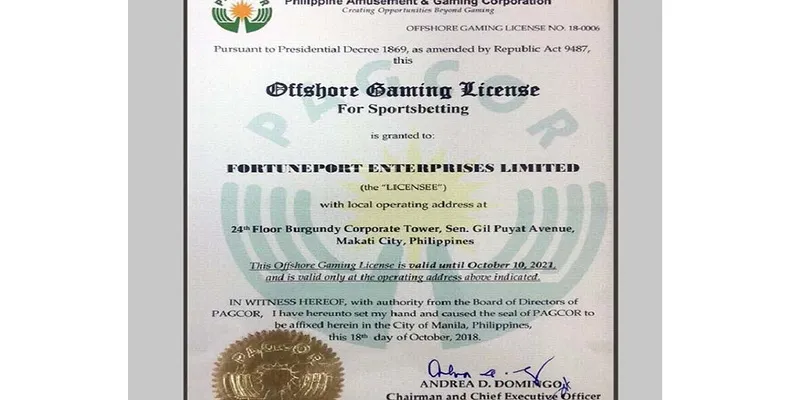 Philippine Amusement & Gaming Corporation
Creating Opportunities Beyond Gaming
OFFSHORE GAMING LICENSE NO. 18-0006
Pursuant to Presidential Decree 1869, as amended by Republic Act 9487,
this
Offshore Gaming License
For Sportsbetting
is granted to:
FORTUNEPORT ENTERPRISES LIMITED
(the "LICENSEE")
with local operating address at
24th Floor Burgundy Corporate Tower, Sen. Gil Puyat Avenue,
Makati City, Philippines
This Offshore Gaming License is valid until October 10, 2021,
and is valid only at the operating address above indicated.
IN WITNESS HEREOF, with authority from the Board of Directors of
PAGCOR, I have hereunto set my hand and caused the seal of PAGCOR to
be affixed herein in the City of Manila, Philippines,
this 18th day of October, 2018.
PAGCOR
ANDREA D. DOMINGO
Chairman and Chief Executive Officer